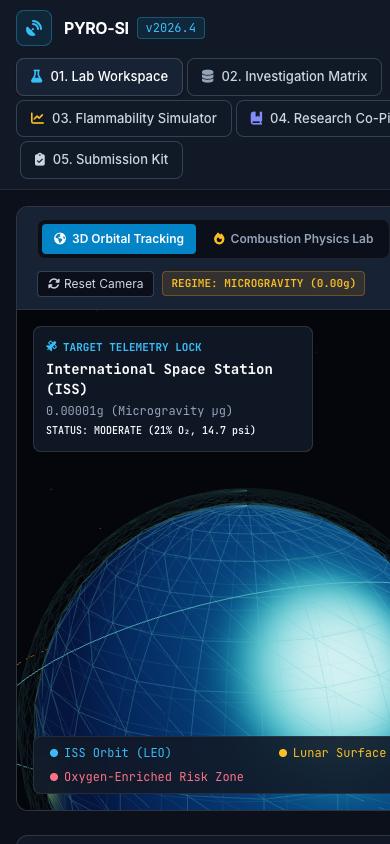 PYRO-SI v2026.4
01. Lab Workspace
02. Investigation Matrix
03. Flammability Simulator
04. Research Co-Pi
05. Submission Kit
3D Orbital Tracking
Combustion Physics Lab
Reset Camera
REGIME: MICROGRAVITY (0.00g)
TARGET TELEMETRY LOCK
International Space Station
(ISS)
0.00001g (Microgravity µg)
STATUS: MODERATE (21% O₂, 14.7 psi)
ISS Orbit (LEO)
Lunar Surface
Oxygen-Enriched Risk Zone